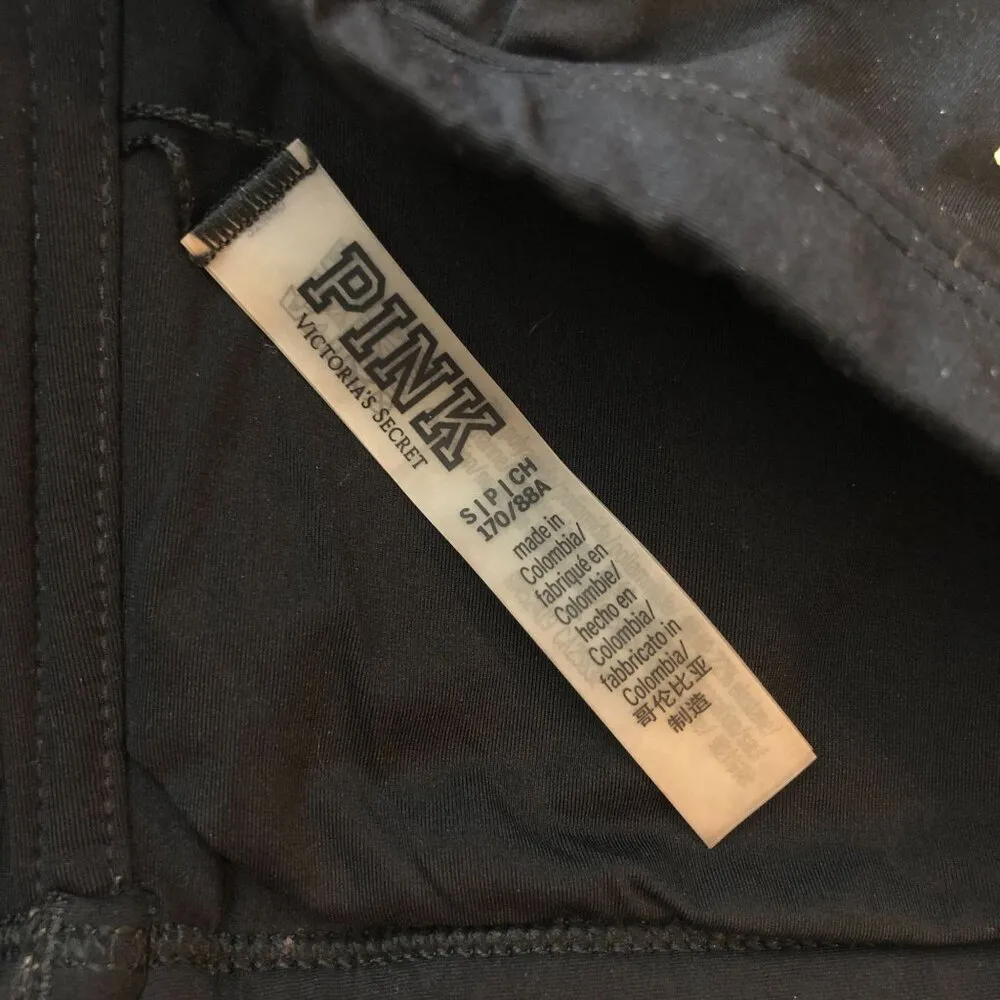 PINK
VICTORIA'S SECRET
S | P | CH
170/88A
made in
Colombia/
fabriqué en
Colombie/
hecho en
Colombia/
fabbricato in
Colombia/
哥伦比亚
制造